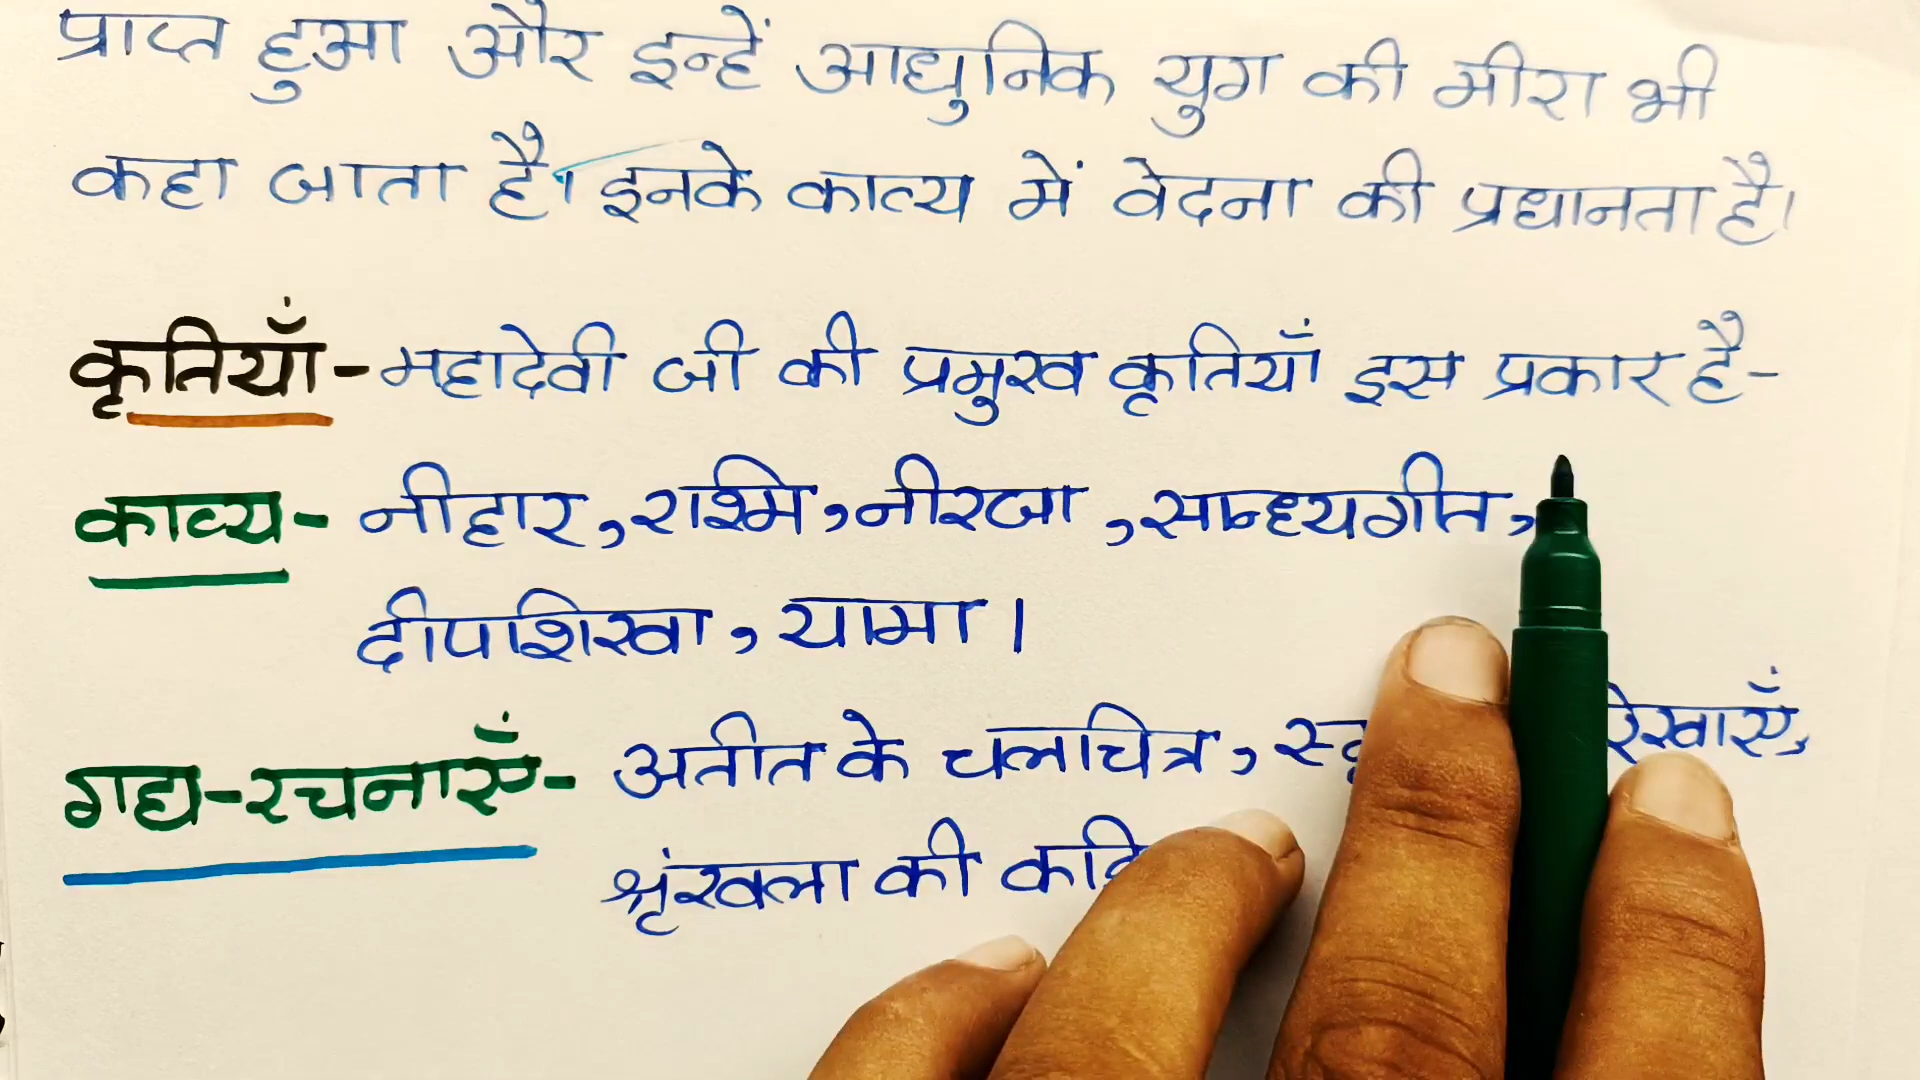 प्राप्त हुआ और इन्हें आधुनिक युग की मीरा भी
कहा जाता है। इनके काव्य में वेदना की प्रधानता है।
कृतियाँ - महादेवी जी की प्रमुख कृतियाँ इस प्रकार है -
काव्य - नीहार, रश्मि, नीरजा, सान्ध्यगीत,
दीपशिखा, यामा।
गद्य-रचनाएँ - अतीत के चलचित्र, रेखाएँ,
श्रृंखला की